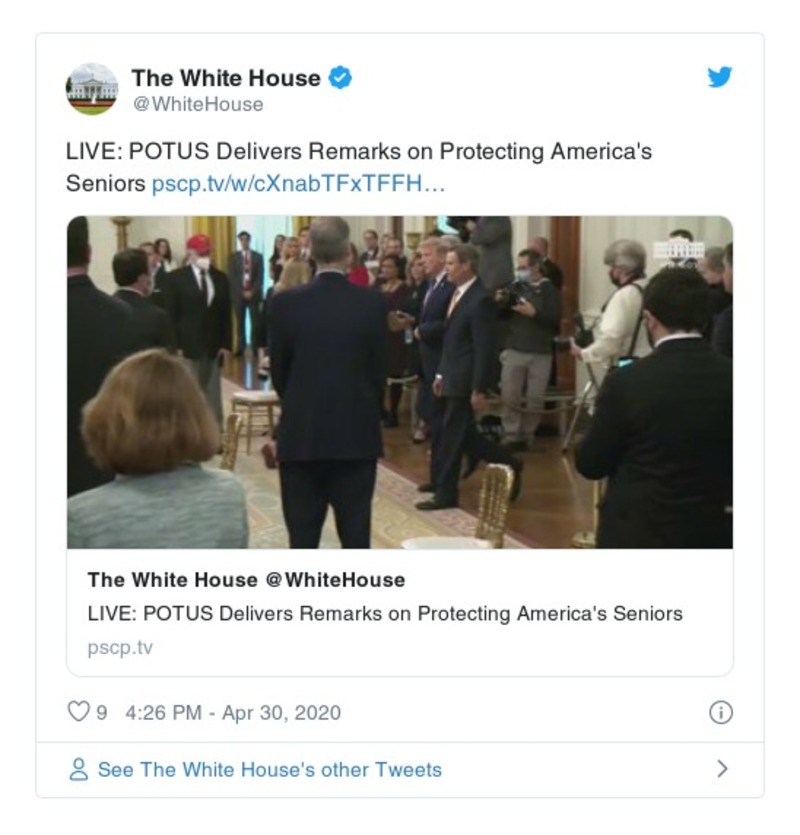 The White House
@WhiteHouse
LIVE: POTUS Delivers Remarks on Protecting America's
Seniors pscp.tv/w/cXnabTFxTFFH…
The White House @WhiteHouse
LIVE: POTUS Delivers Remarks on Protecting America's Seniors
pscp.tv
9 4:26 PM - Apr 30, 2020
See The White House's other Tweets